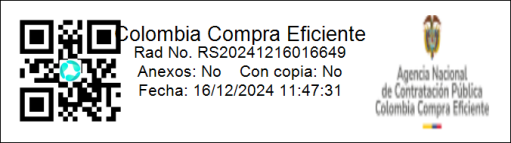 Colombia Compra Eficiente
Rad No. RS20241216016649
Anexos: No Con copia: No
Fecha: 16/12/2024 11:47:31
Agencia Nacional
de Contratación Pública
Colombia Compra Eficiente